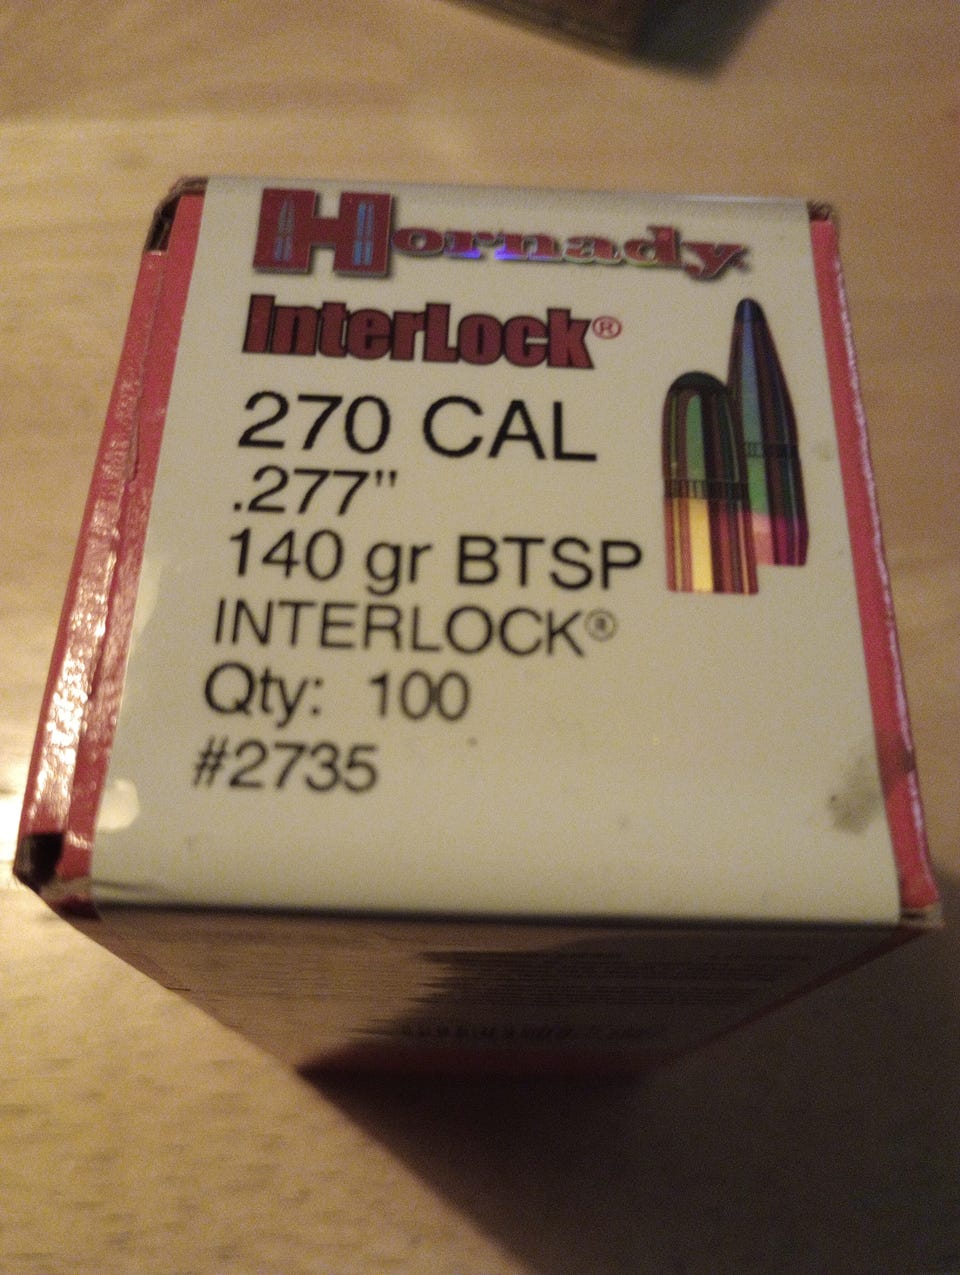 Hornady
InterLock®
270 CAL
.277"
140 gr BTSP
INTERLOCK®
Qty: 100
#2735